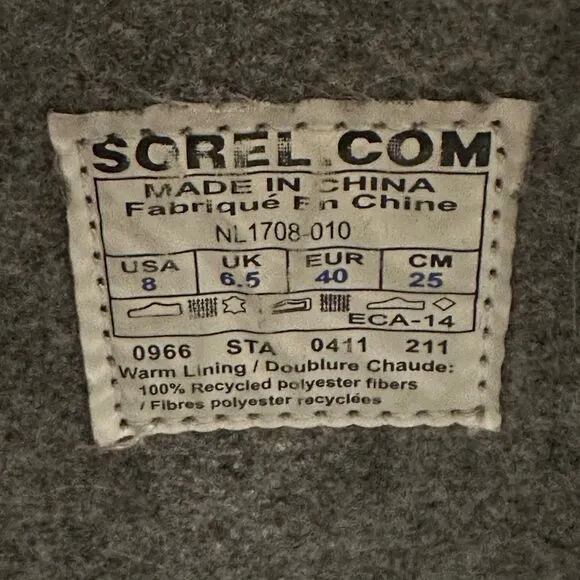 SOREL.COM
MADE IN CHINA
Fabriqué En Chine
NL1708-010
USA UK EUR CM
8 6.5 40 25
ECA-14
0966 STA 0411 211
Warm Lining / Doublure Chaude:
100% Recycled polyester fibers
/ Fibres polyester recyclées